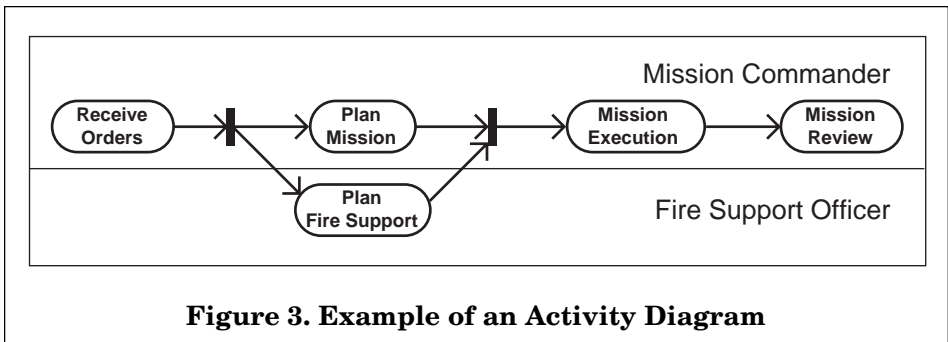 Mission Commander
Receive
Orders
Plan
Mission
Mission
Execution
Mission
Review
Plan
Fire Support
Fire Support Officer
Figure 3. Example of an Activity Diagram